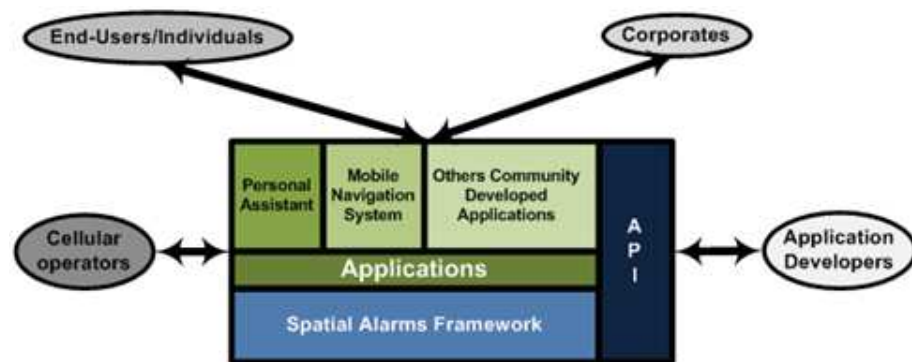 End-Users/Individuals
Corporates
Personal
Assistant
Mobile
Navigation
System
Others Community
Developed
Applications
A
P
I
Cellular
operators
Application
Developers
Applications
Spatial Alarms Framework